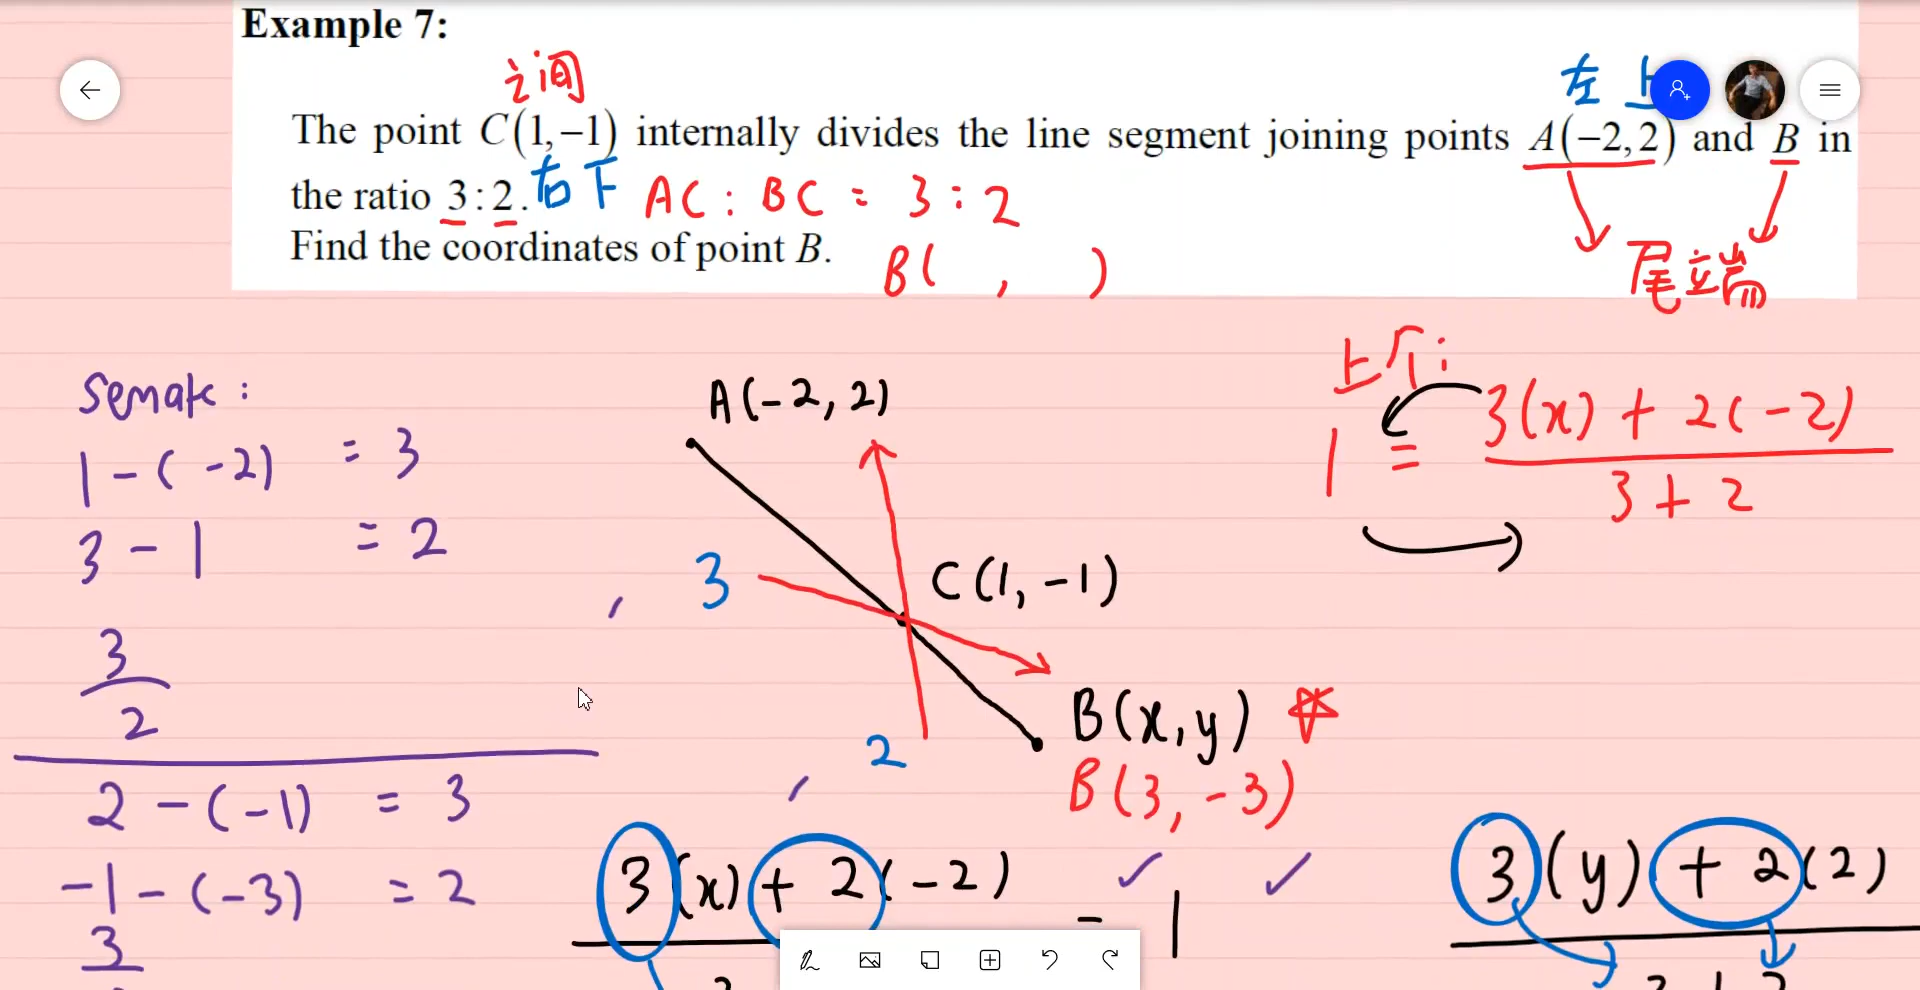 Example 7:
之间
左 上
The point C(1,−1) internally divides the line segment joining points A(−2,2) and B in
the ratio 3:2. 右下 AC : BC = 3 : 2
Find the coordinates of point B. B( , )
尾端
Semak :
1 - ( -2) = 3
3 - 1 = 2
3
2
2 - (-1) = 3
-1 - (-3) = 2
3
A(-2, 2)
3
C(1, -1)
2
B(x, y)
B(3, -3)
上个:
1 = 3(x) + 2(-2)
3 + 2
3(x) + 2(-2) = 1
3(y) + 2(2)